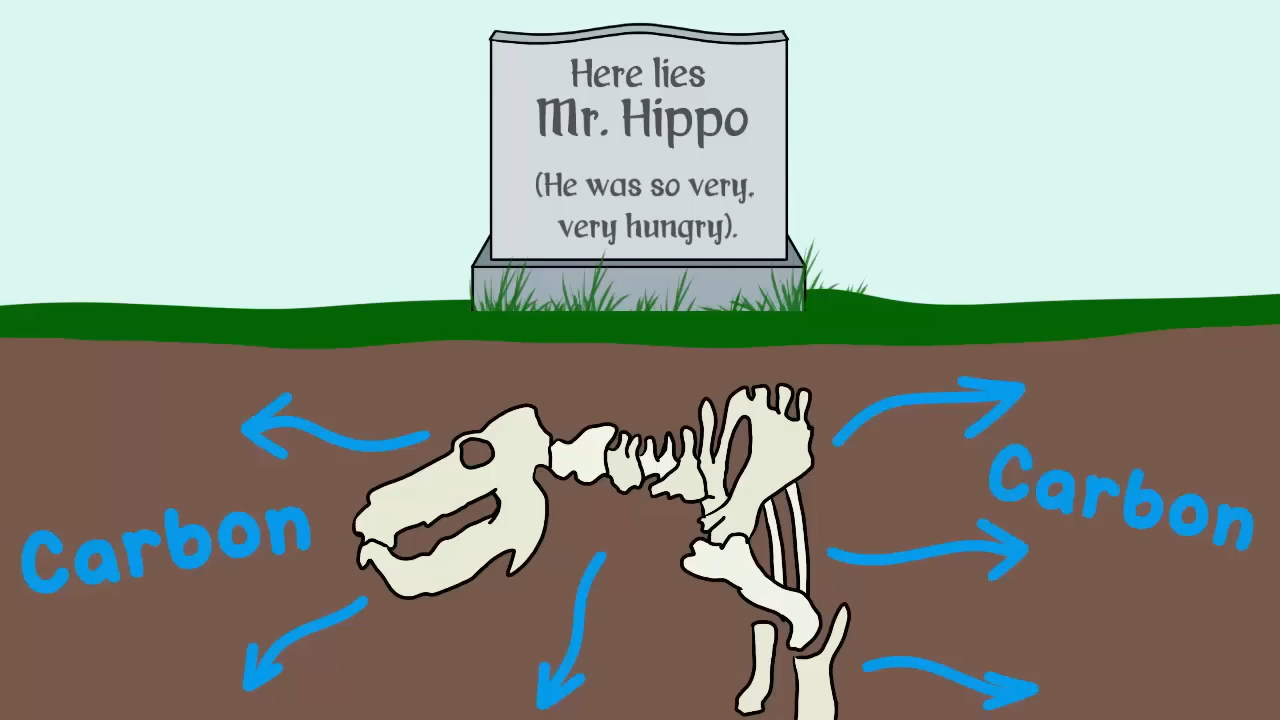 Here lies
Mr. Hippo
(He was so very,
very hungry).
Carbon
Carbon